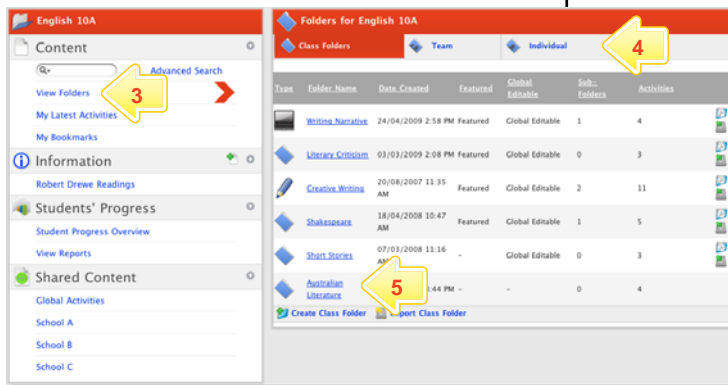 English 10A
Content
Advanced Search
View Folders
3
My Latest Activities
My Bookmarks
Information
Robert Drewe Readings
Students' Progress
Student Progress Overview
View Reports
Shared Content
Global Activities
School A
School B
School C
Folders for English 10A
Class Folders Team Individual 4
Type Folder Name Date Created Featured Global Editable Sub-Folders Activities
Writing Narrative 24/04/2009 2:58 PM Featured Global Editable 1 4
Literary Criticism 03/03/2009 2:08 PM Featured Global Editable 0 3
Creative Writing 20/08/2007 11:35 AM Featured Global Editable 2 11
Shakespeare 18/04/2008 10:47 AM Featured Global Editable 1 5
Short Stories 07/03/2008 11:16 - Global Editable 0 3
Australian Literature 5 :44 PM - - 0 4
Create Class Folder Import Class Folder